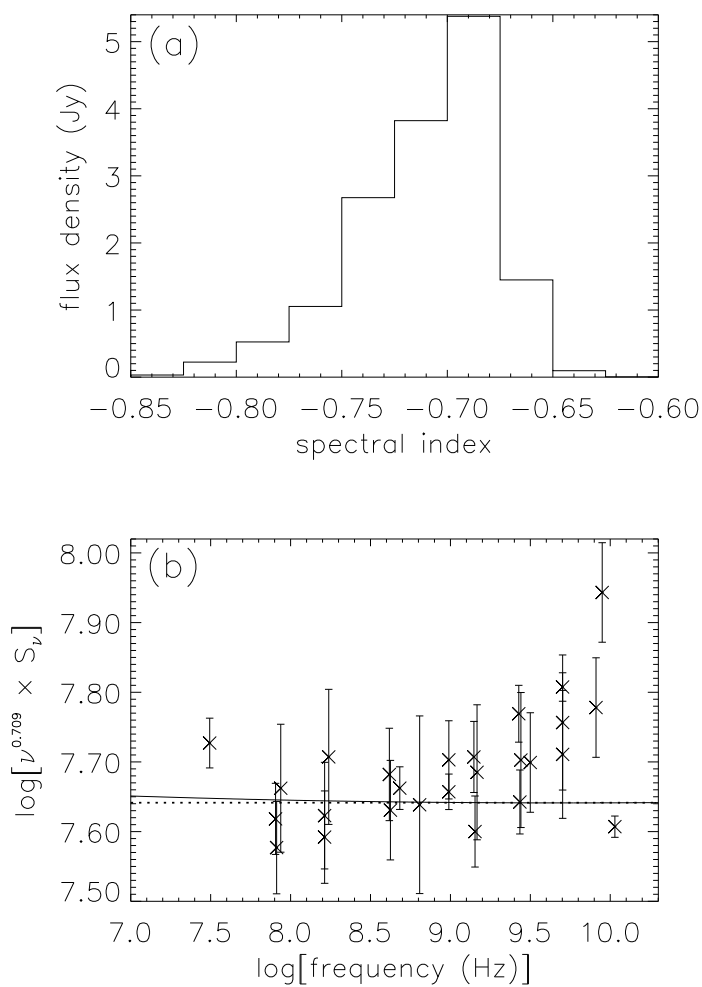 (a)
flux density (Jy)
5
4
3
2
1
0
−0.85 −0.80 −0.75 −0.70 −0.65 −0.60
spectral index
(b)
log[ν^0.709 × S_ν]
8.00
7.90
7.80
7.70
7.60
7.50
7.0 7.5 8.0 8.5 9.0 9.5 10.0
log[frequency (Hz)]